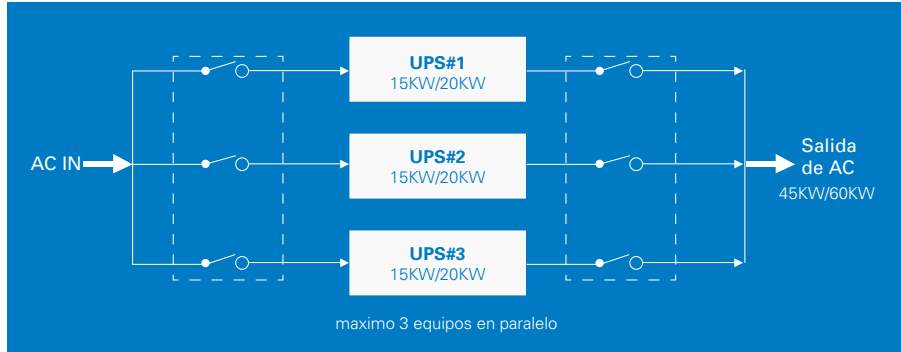 UPS#1
15KW/20KW
AC IN
UPS#2
15KW/20KW
Salida
de AC
45KW/60KW
UPS#3
15KW/20KW
maximo 3 equipos en paralelo